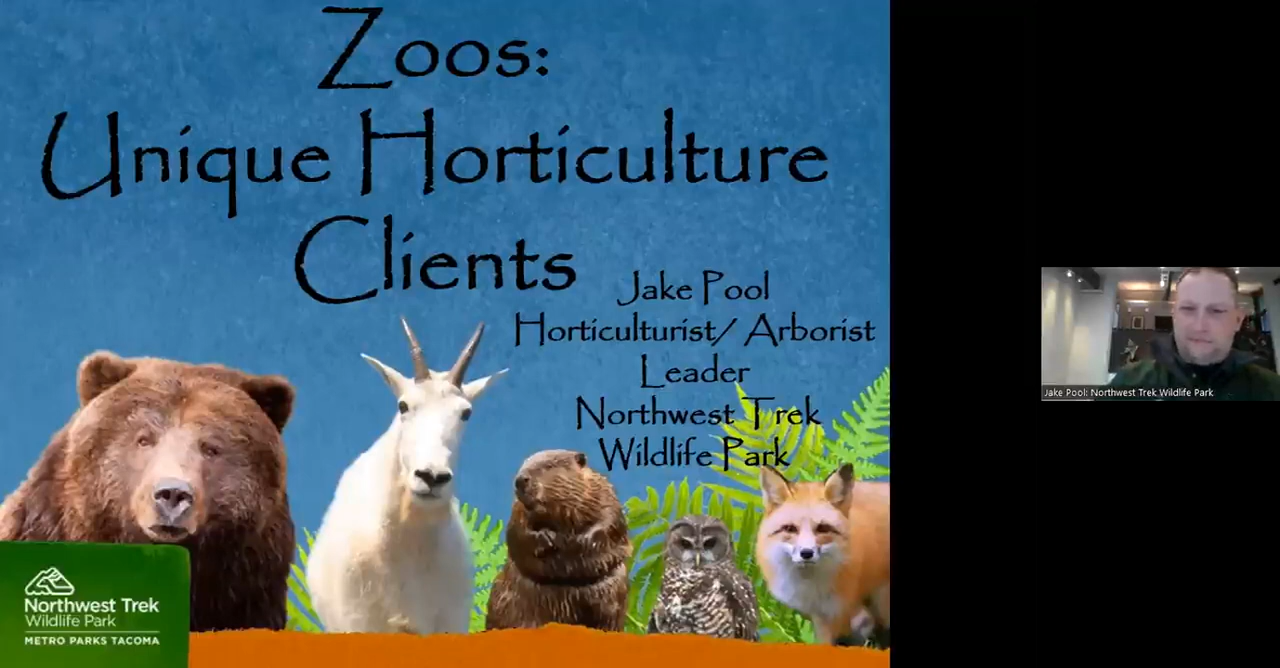 Zoos:
Unique Horticulture
Clients
Jake Pool
Horticulturist/ Arborist
Leader
Northwest Trek
Wildlife Park
Northwest Trek
Wildlife Park
METRO PARKS TACOMA
Jake Pool: Northwest Trek Wildlife Park